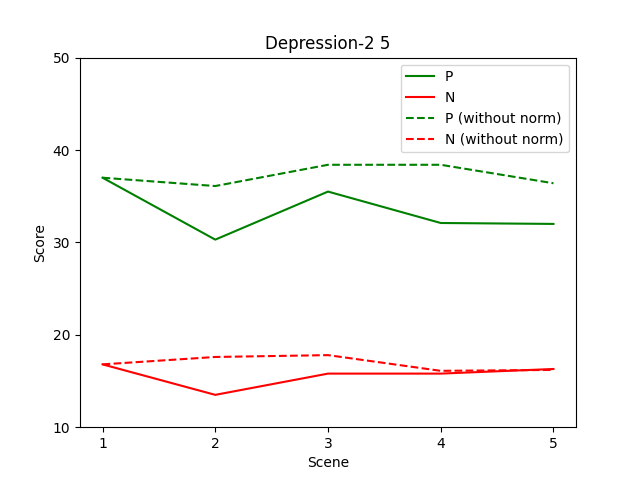 Depression-2 5
50
40
30
20
10
Score
P
N
P (without norm)
N (without norm)
1 2 3 4 5
Scene